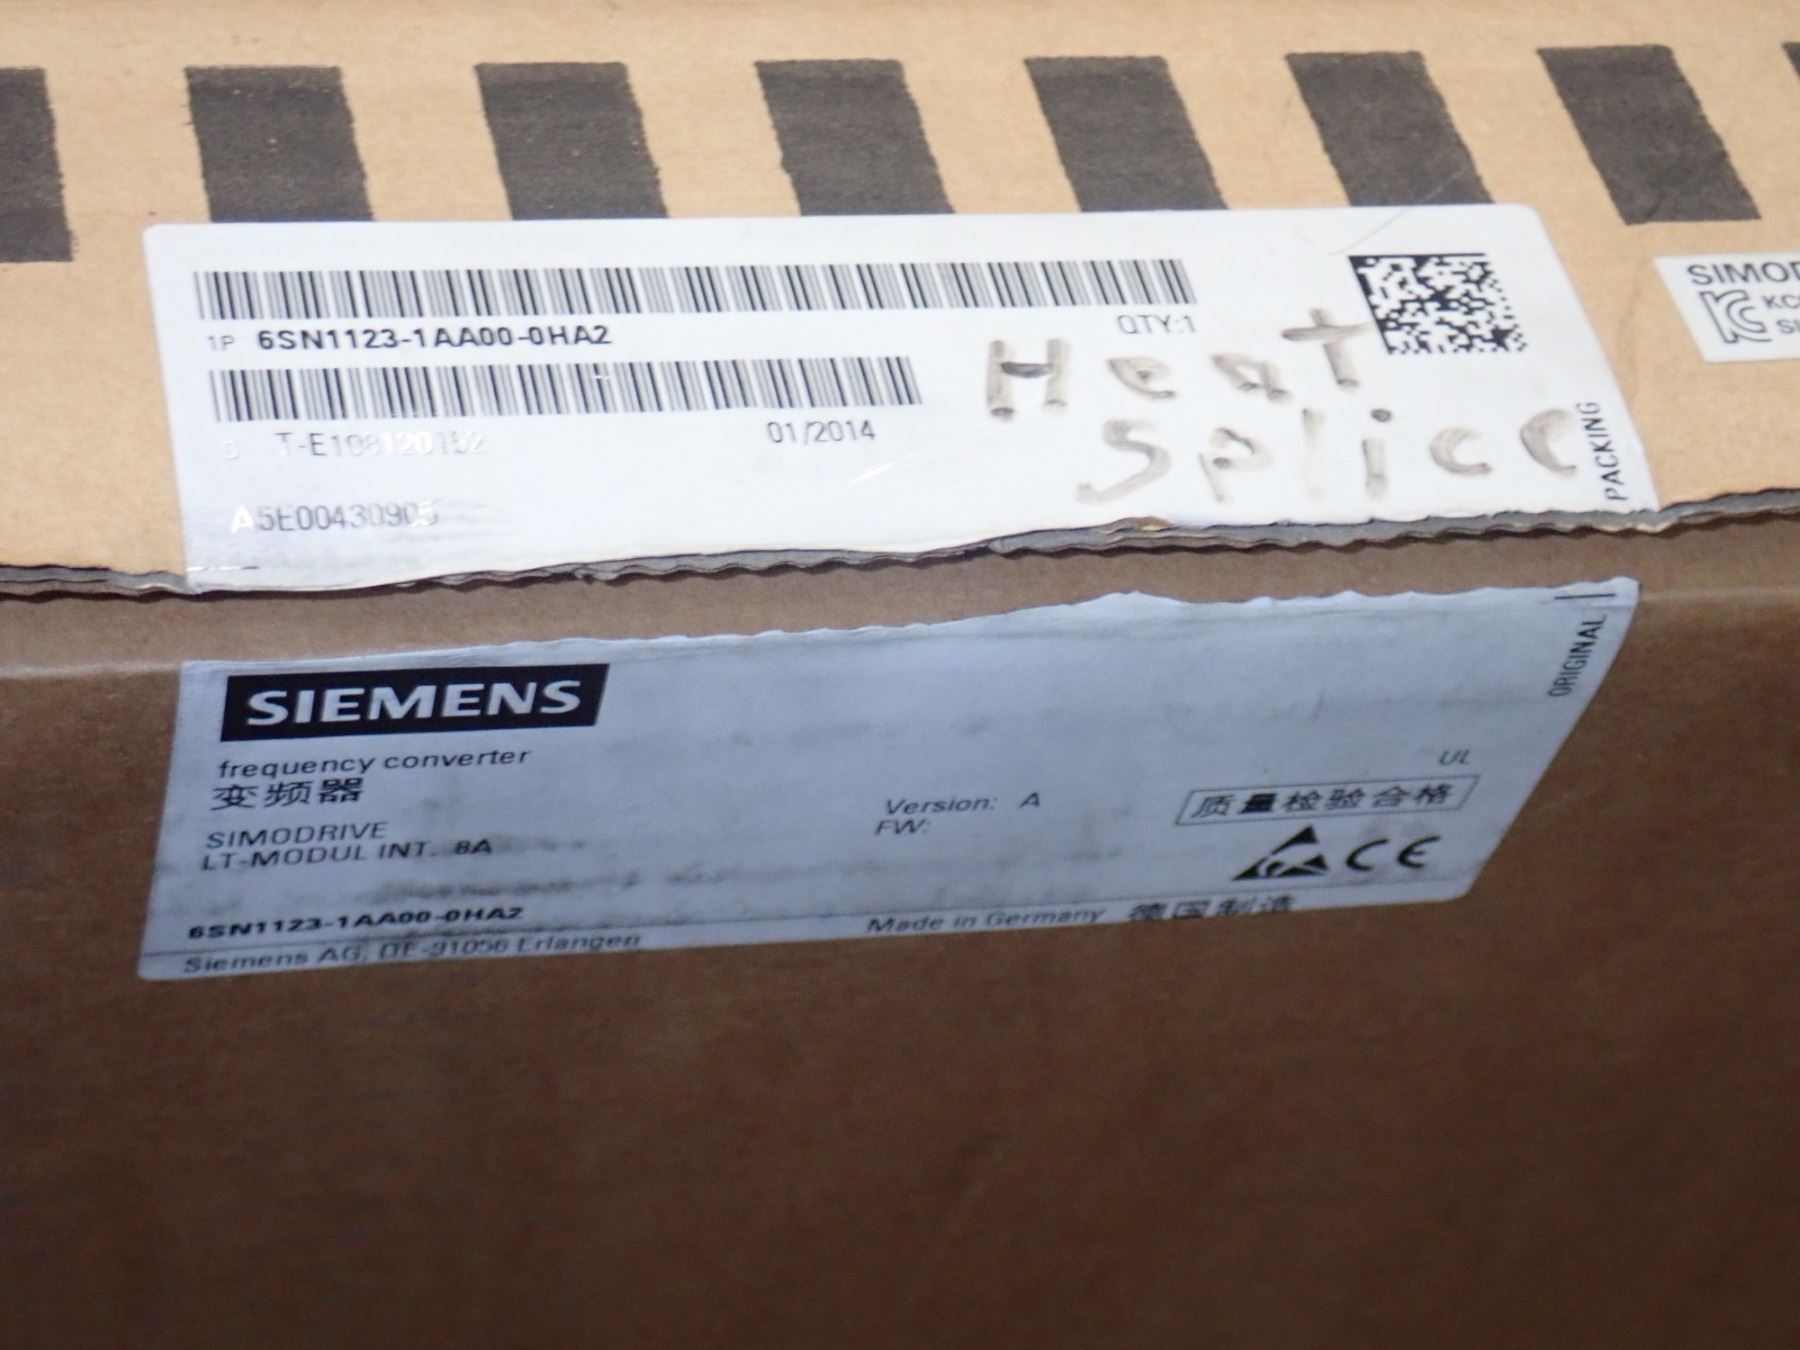 1P 6SN1123-1AA00-0HA2
QTY:1
S T-E108120152
01/2014
A5E00430905
Heat
Splice
PACKING
SIMOD
KC
ORIGINAL
SIEMENS
frequency converter
变频器
SIMODRIVE
LT-MODUL INT. 8A
Version: A
FW:
UL
质量检验合格
CE
6SN1123-1AA00-0HA2
Siemens AG, DE-91056 Erlangen
Made in Germany 德国制造